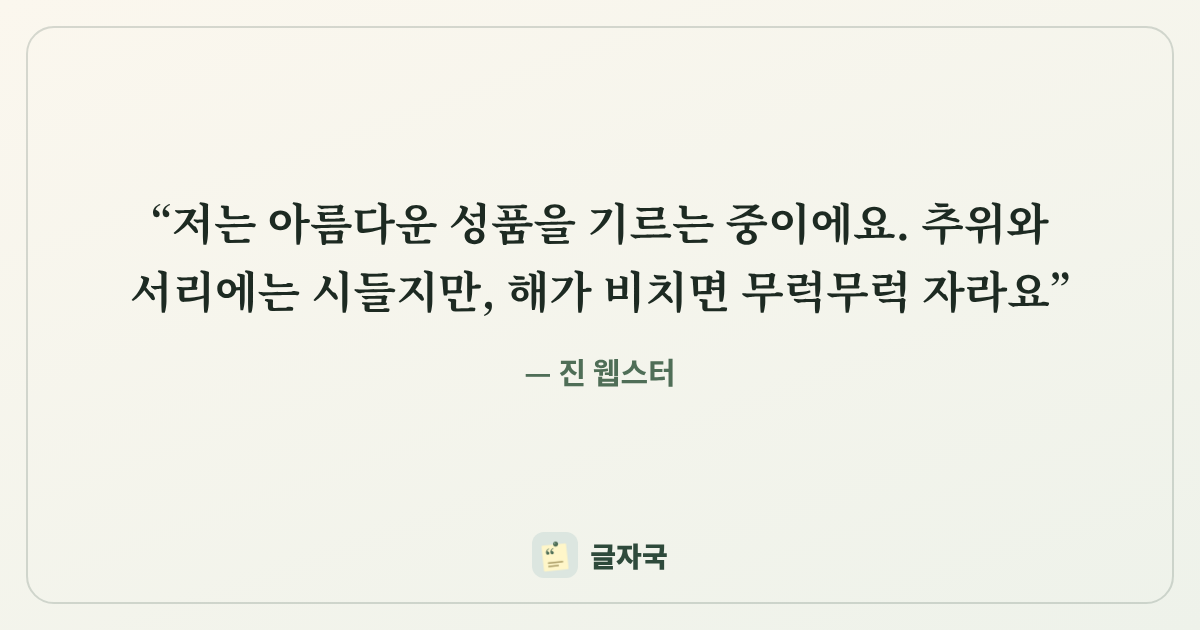 “저는 아름다운 성품을 기르는 중이에요. 추위와
서리에는 시들지만, 해가 비치면 무럭무럭 자라요”
— 진 웹스터
글자국